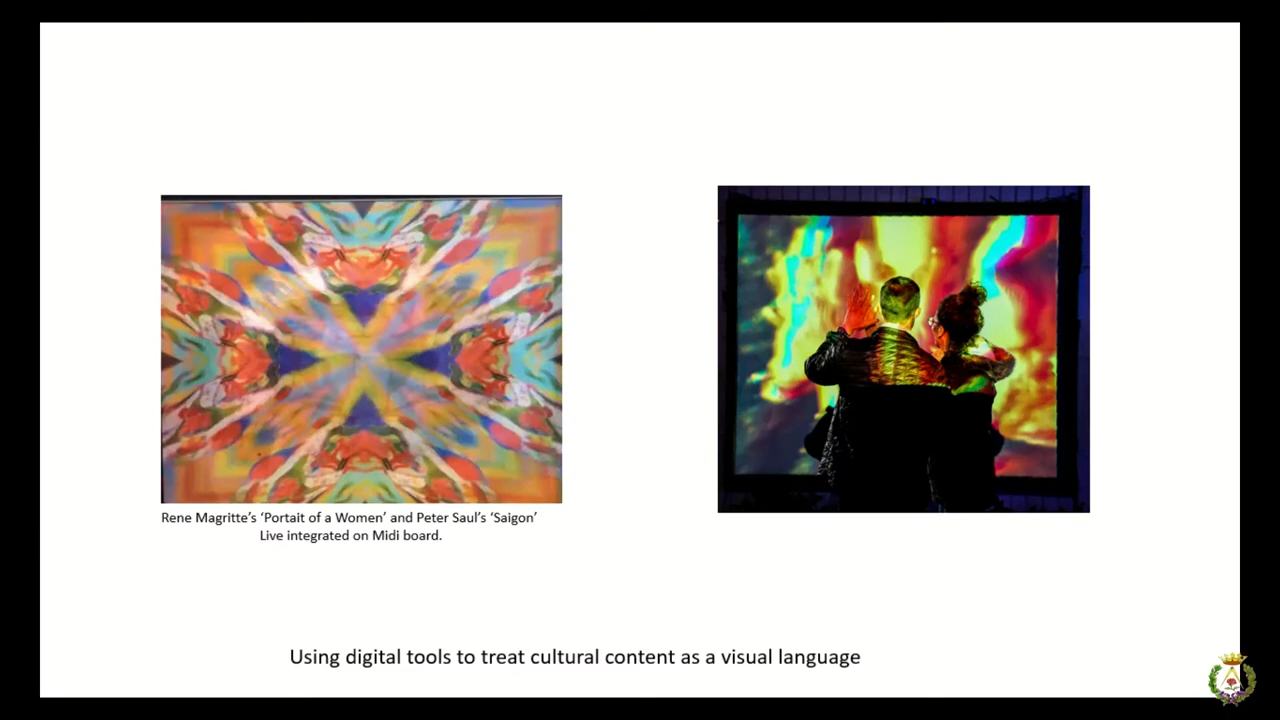 Rene Magritte’s ‘Portait of a Women’ and Peter Saul’s ‘Saigon’
Live integrated on Midi board.
Using digital tools to treat cultural content as a visual language